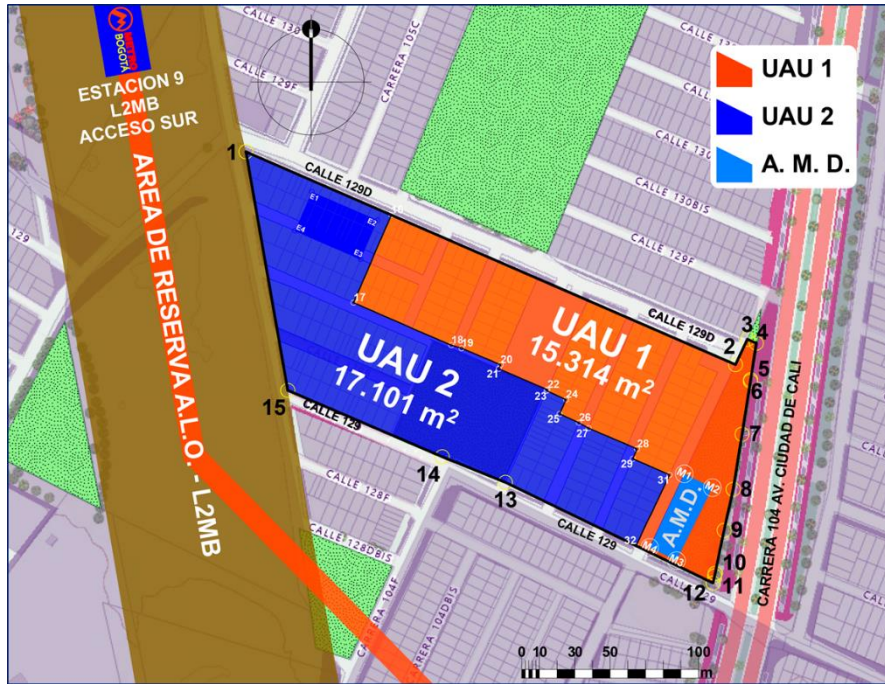 METRO
BOGOTÁ
ESTACION 9
L2MB
ACCESO SUR
AREA DE RESERVA A.L.O. - L2MB
UAU 1
UAU 2
A. M. D.
CALLE 130
CALLE 129F
CARRERA 105C
CALLE 130BIS
CALLE 129F
CALLE 129D
CALLE 129D
1
2
3
4
5
6
7
8
9
10
11
12
13
14
15
16
17
18
19
20
21
22
23
24
25
26
27
28
29
31
32
E1
E2
E3
E4
M1
M2
M3
M4
UAU 1
15.314 m2
UAU 2
17.101 m2
A.M.D.
CALLE 129
CALLE 129
129
CALLE 128F
CALLE 128DBIS
CARRERA 104F
CARRERA 104DBIS
CARRERA 104 AV. CIUDAD DE CALI
0 10 30 50 100
m